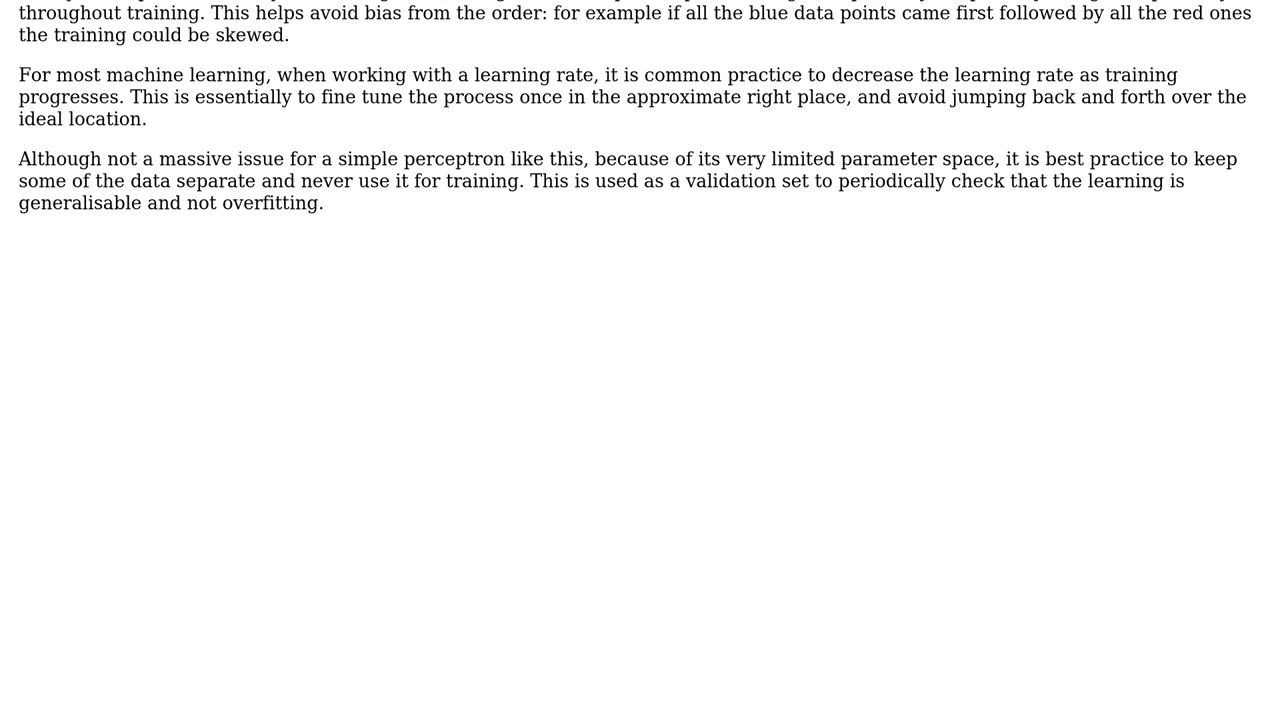 throughout training. This helps avoid bias from the order: for example if all the blue data points came first followed by all the red ones
the training could be skewed.
For most machine learning, when working with a learning rate, it is common practice to decrease the learning rate as training
progresses. This is essentially to fine tune the process once in the approximate right place, and avoid jumping back and forth over the
ideal location.
Although not a massive issue for a simple perceptron like this, because of its very limited parameter space, it is best practice to keep
some of the data separate and never use it for training. This is used as a validation set to periodically check that the learning is
generalisable and not overfitting.